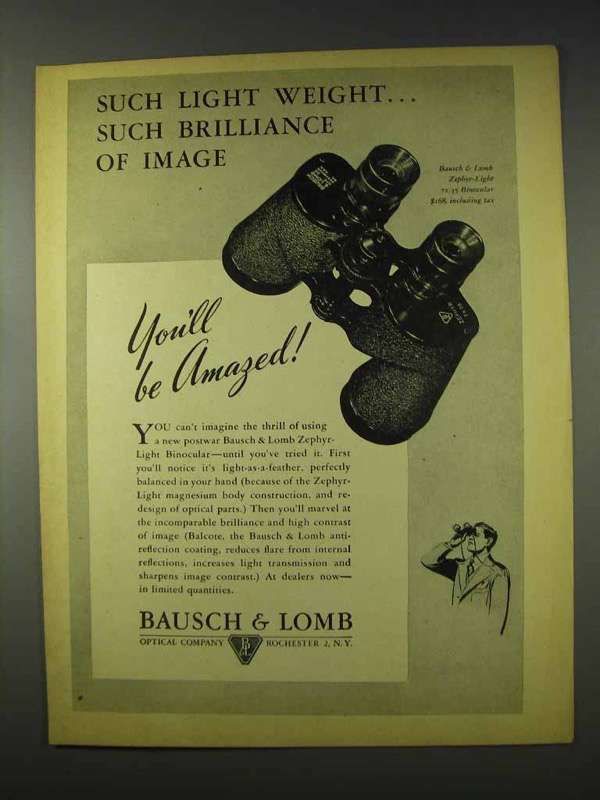 SUCH LIGHT WEIGHT...
SUCH BRILLIANCE
OF IMAGE
Bausch & Lomb
Zephyr-Light
7x,35 Binocular
$168, including tax
You'll
be Amazed!
YOU can't imagine the thrill of using
a new postwar Bausch & Lomb Zephyr-
Light Binocular—until you've tried it. First
you'll notice it's light-as-a-feather, perfectly
balanced in your hand (because of the Zephyr-
Light magnesium body construction, and re-
design of optical parts.) Then you'll marvel at
the incomparable brilliance and high contrast
of image (Balcote, the Bausch & Lomb anti-
reflection coating, reduces flare from internal
reflections, increases light transmission and
sharpens image contrast.) At dealers now—
in limited quantities.
BAUSCH & LOMB
OPTICAL COMPANY ROCHESTER 2, N. Y.